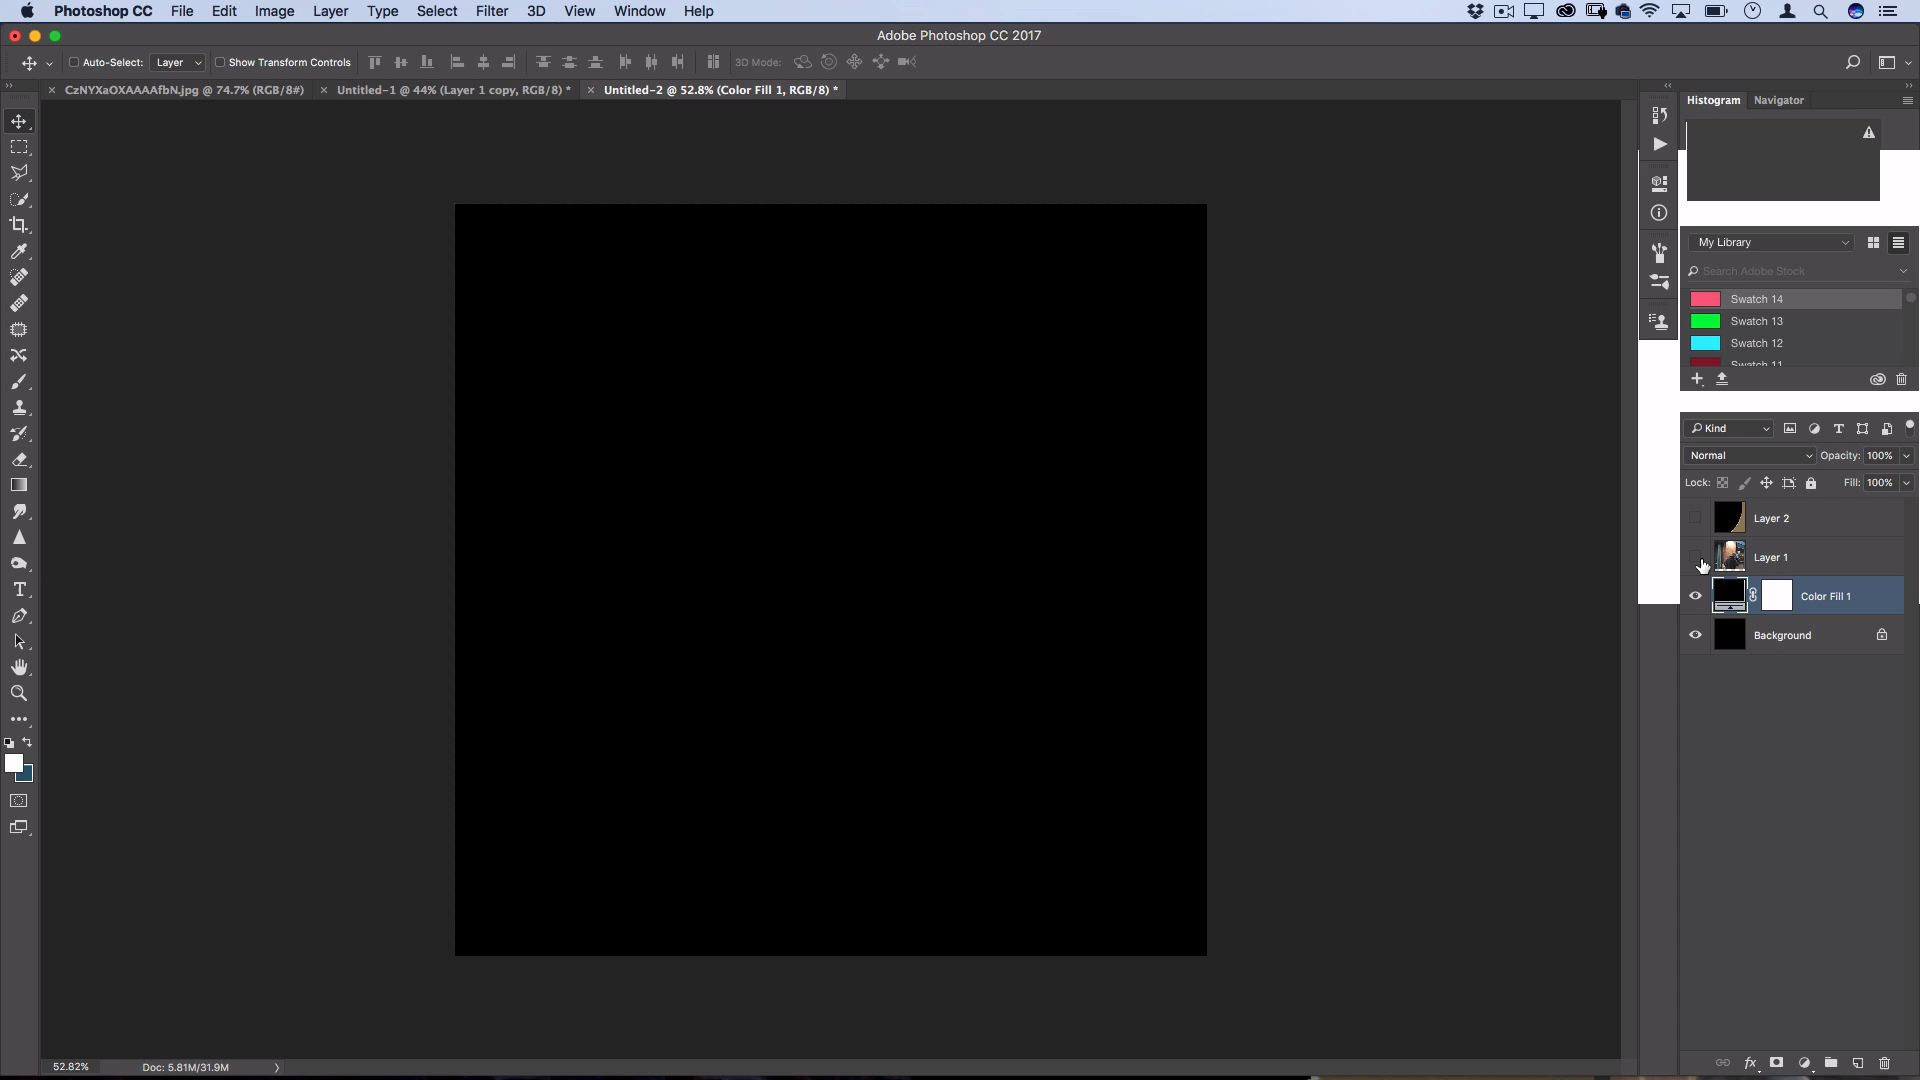 Photoshop CC File Edit Image Layer Type Select Filter 3D View Window Help
Adobe Photoshop CC 2017
Auto-Select: Layer Show Transform Controls 3D Mode:
CzNYXaOXAAAAfbN.jpg @ 74.7% (RGB/8#) Untitled-1 @ 44% (Layer 1 copy, RGB/8) * Untitled-2 @ 52.8% (Color Fill 1, RGB/8) *
Histogram Navigator
My Library
Search Adobe Stock
Swatch 14
Swatch 13
Swatch 12
Swatch 11
Kind
Normal Opacity: 100%
Lock: Fill: 100%
Layer 2
Layer 1
Color Fill 1
Background
fx
52.82% Doc: 5.81M/31.9M